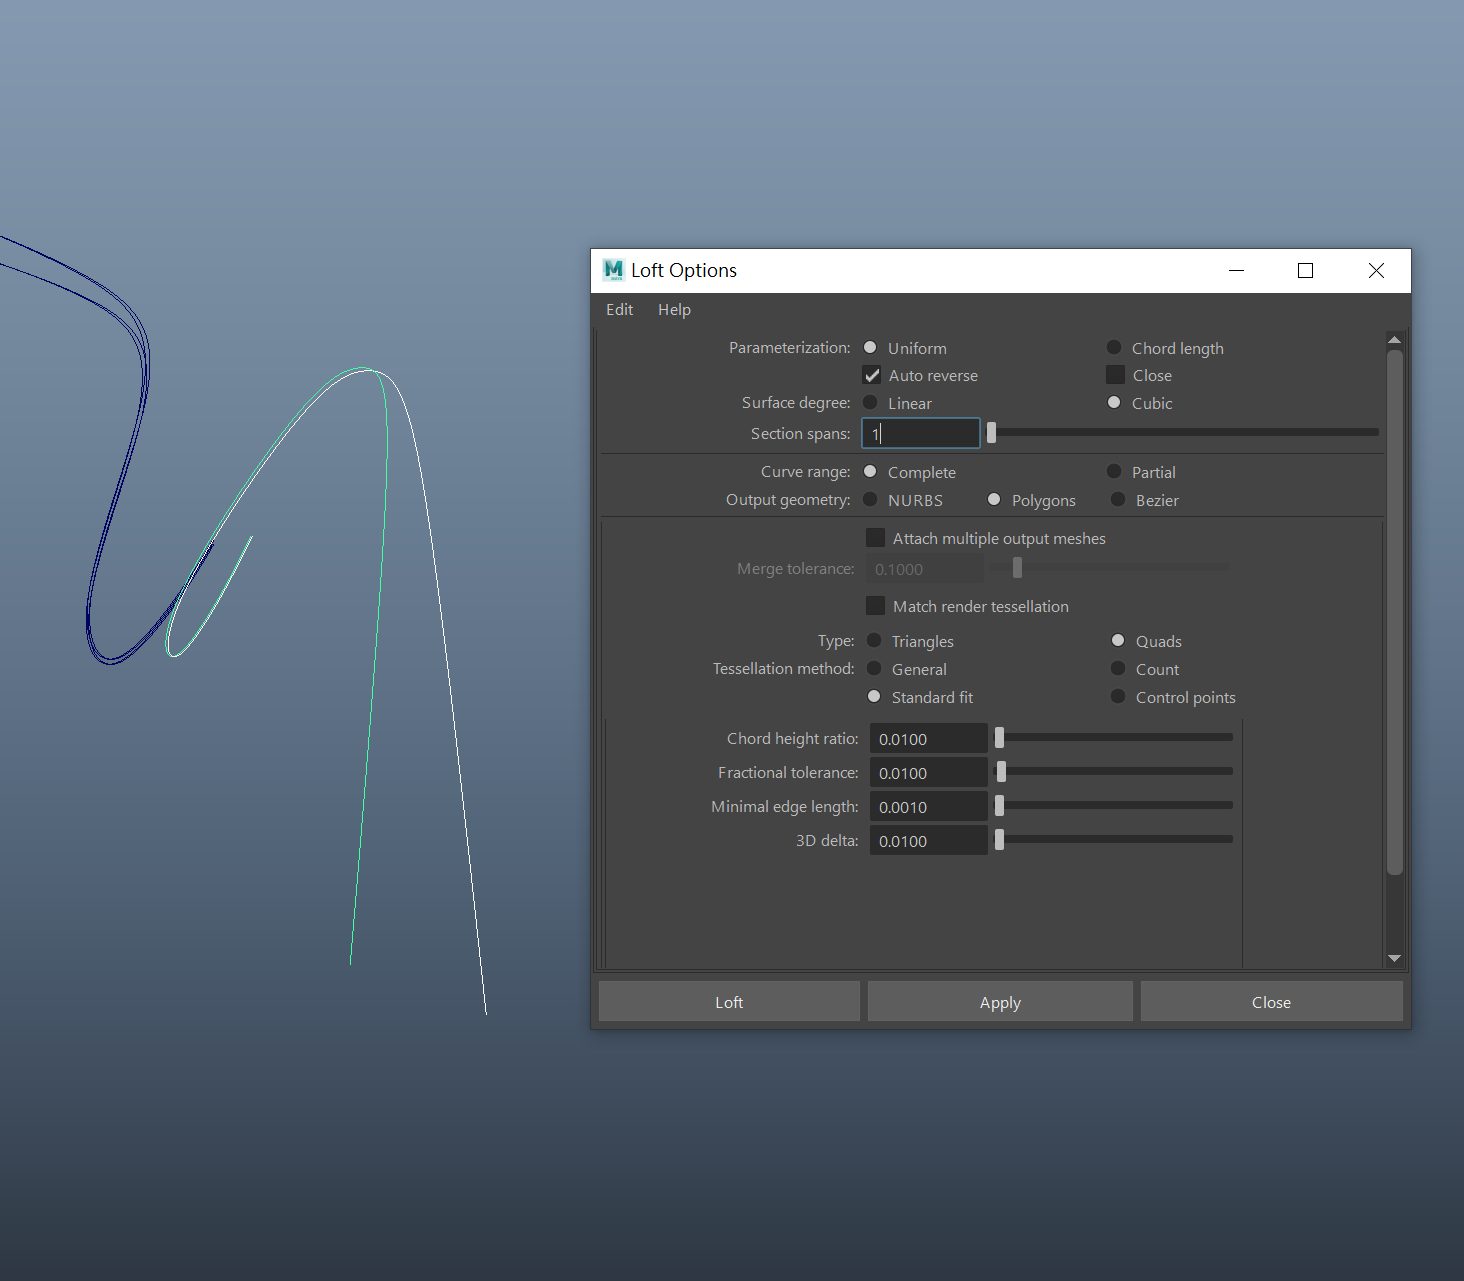 Loft Options
Edit Help
Parameterization: Uniform Chord length
Auto reverse Close
Surface degree: Linear Cubic
Section spans: 1
Curve range: Complete Partial
Output geometry: NURBS Polygons Bezier
Attach multiple output meshes
Merge tolerance: 0.1000
Match render tessellation
Type: Triangles Quads
Tessellation method: General Count
Standard fit Control points
Chord height ratio: 0.0100
Fractional tolerance: 0.0100
Minimal edge length: 0.0010
3D delta: 0.0100
Loft Apply Close